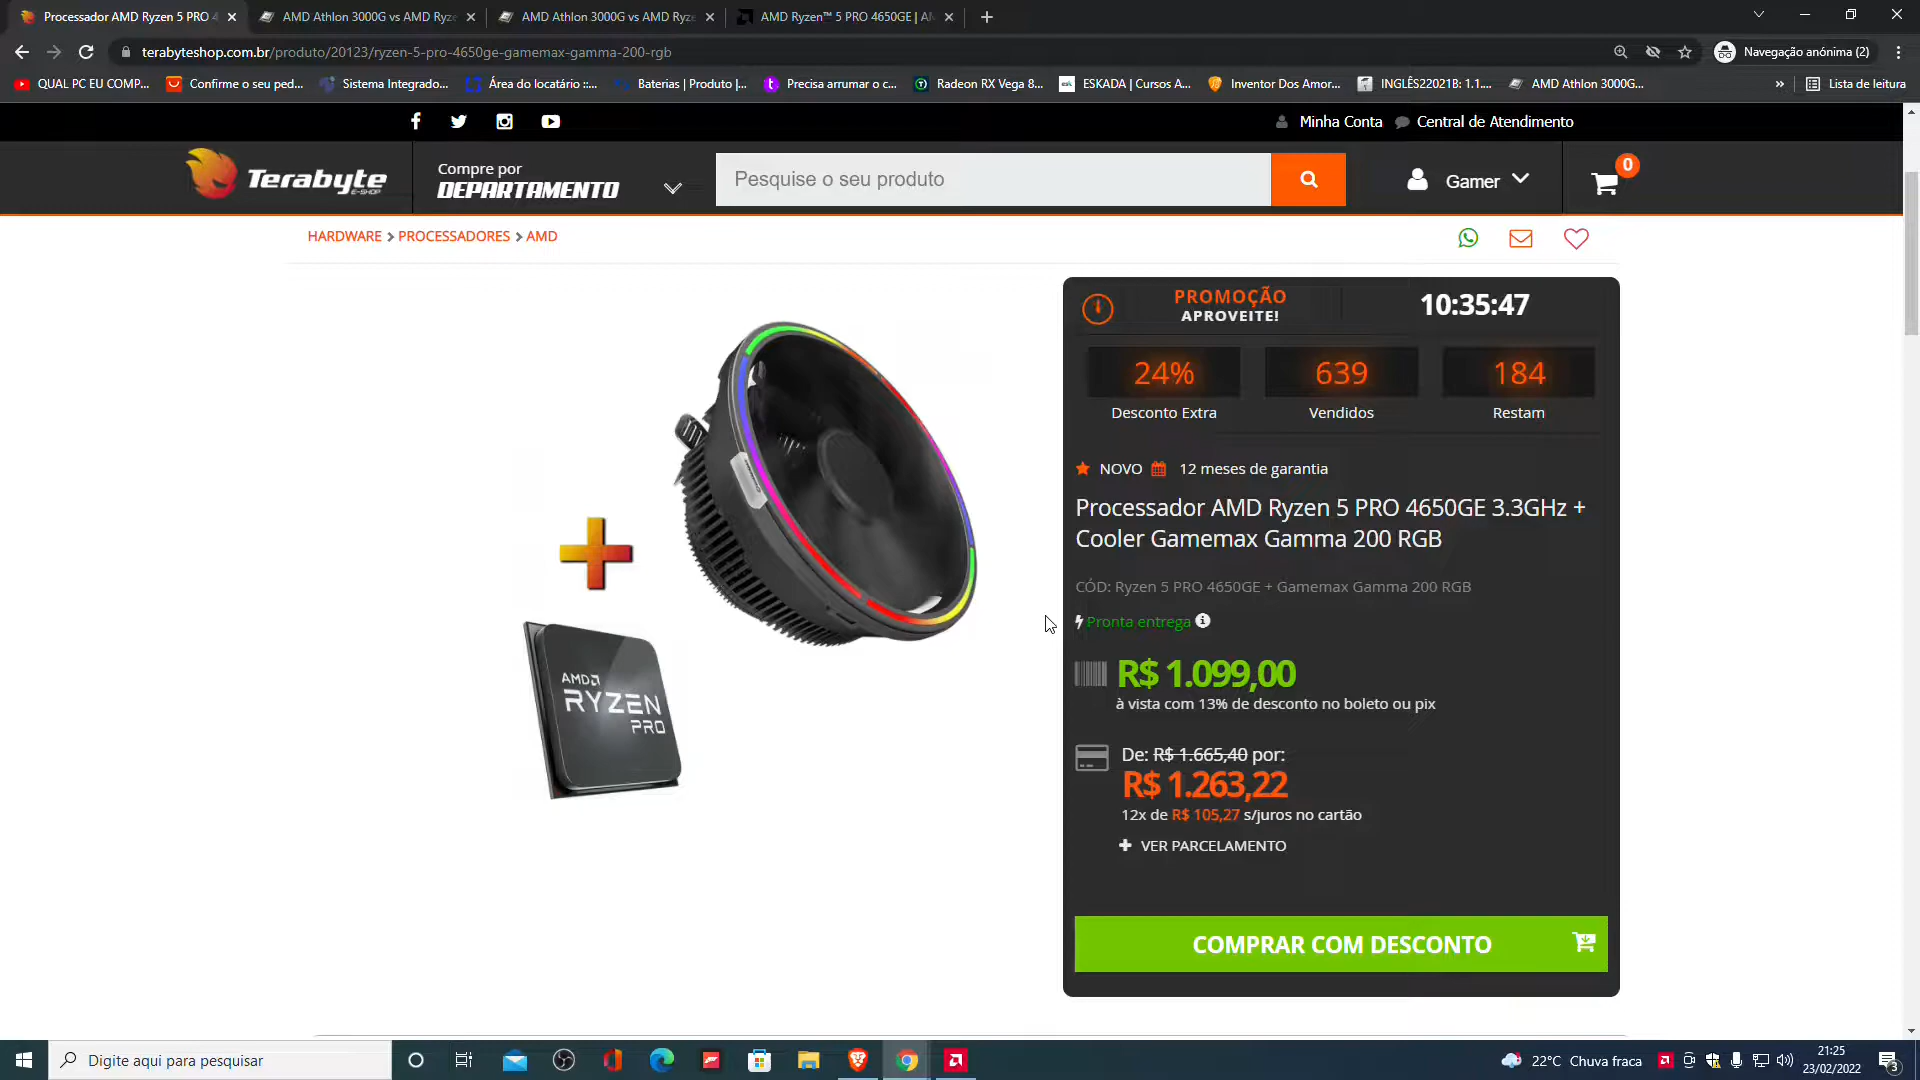 Processador AMD Ryzen 5 PRO 4
AMD Athlon 3000G vs AMD Ryze
AMD Athlon 3000G vs AMD Ryze
AMD Ryzen™ 5 PRO 4650GE | AM
terabyteshop.com.br/produto/20123/ryzen-5-pro-4650ge-gamemax-gamma-200-rgb
Navegação anónima (2)
QUAL PC EU COMP...
Confirme o seu ped...
Sistema Integrado...
Área do locatário ::...
Baterias | Produto |...
Precisa arrumar o c...
Radeon RX Vega 8...
ESKADA | Cursos A...
Inventor Dos Amor...
INGLÊS22021B: 1.1....
AMD Athlon 3000G...
»
Lista de leitura
Minha Conta
Central de Atendimento
Terabyte
E-SHOP
Compre por
DEPARTAMENTO
Pesquise o seu produto
Gamer
0
HARDWARE > PROCESSADORES > AMD
PROMOÇÃO
APROVEITE!
10:35:47
24%
639
184
Desconto Extra
Vendidos
Restam
NOVO
12 meses de garantia
Processador AMD Ryzen 5 PRO 4650GE 3.3GHz +
Cooler Gamemax Gamma 200 RGB
CÓD: Ryzen 5 PRO 4650GE + Gamemax Gamma 200 RGB
Pronta entrega
R$ 1.099,00
à vista com 13% de desconto no boleto ou pix
De: R$ 1.665,40 por:
R$ 1.263,22
12x de R$ 105,27 s/juros no cartão
+ VER PARCELAMENTO
COMPRAR COM DESCONTO
AMD
RYZEN
PRO
Digite aqui para pesquisar
22°C Chuva fraca
21:25
23/02/2022
3